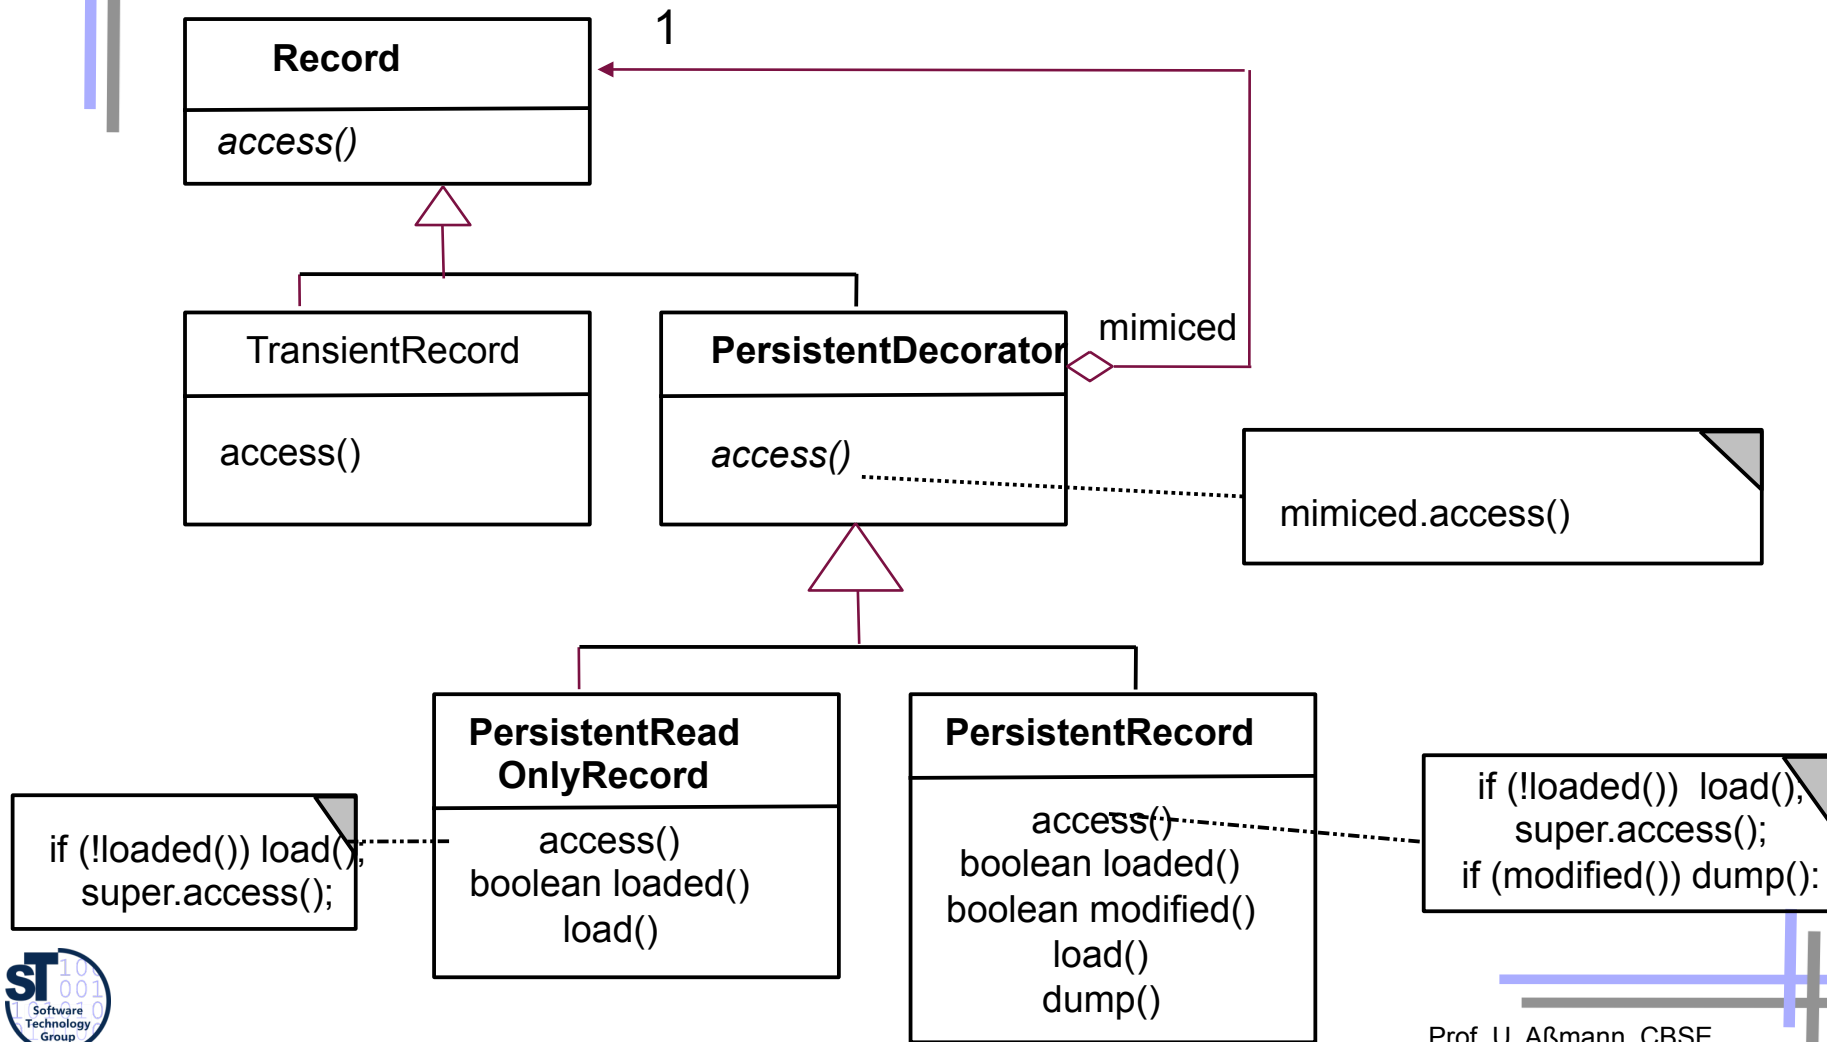 1
Record
access()
TransientRecord
access()
PersistentDecorator
access()
mimiced
mimiced.access()
PersistentRead
OnlyRecord
access()
boolean loaded()
load()
PersistentRecord
access()
boolean loaded()
boolean modified()
load()
dump()
if (!loaded()) load();
super.access();
if (!loaded()) load();
super.access();
if (modified()) dump():
ST
Software
Technology
Group
Prof. U. Aßmann, CBSE